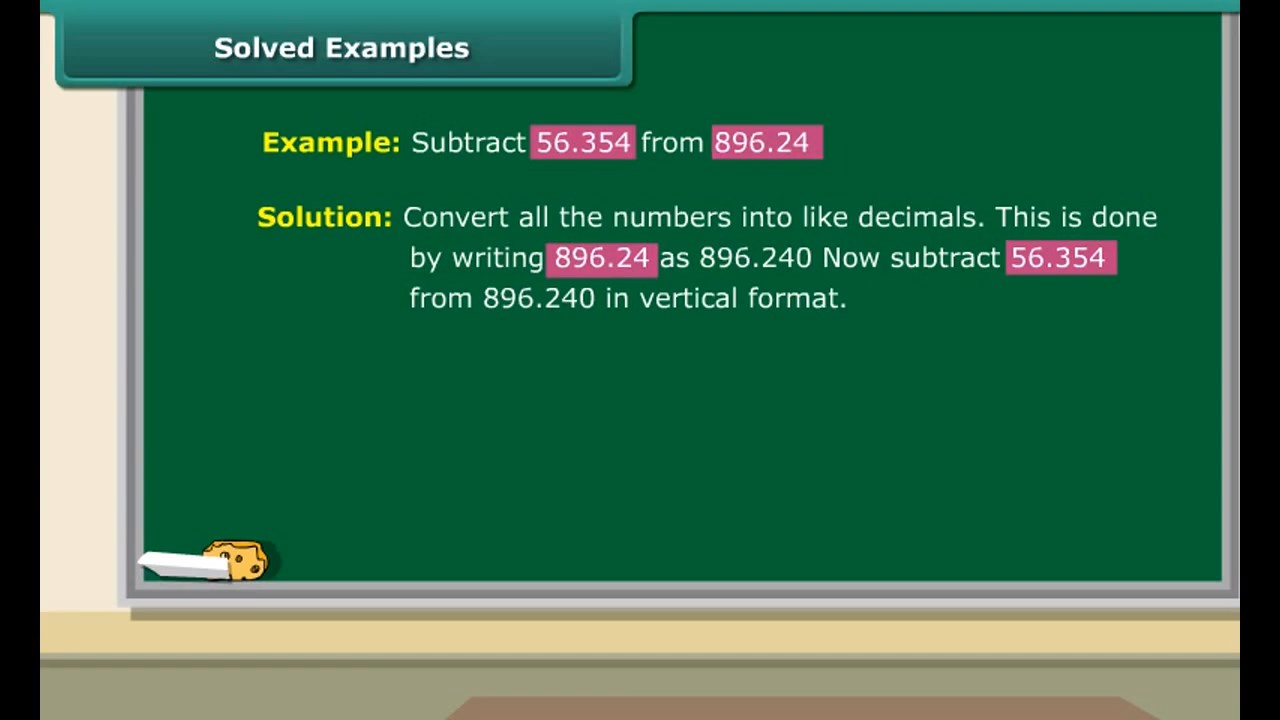 Solved Examples
Example: Subtract 56.354 from 896.24
Solution: Convert all the numbers into like decimals. This is done
by writing 896.24 as 896.240 Now subtract 56.354
from 896.240 in vertical format.